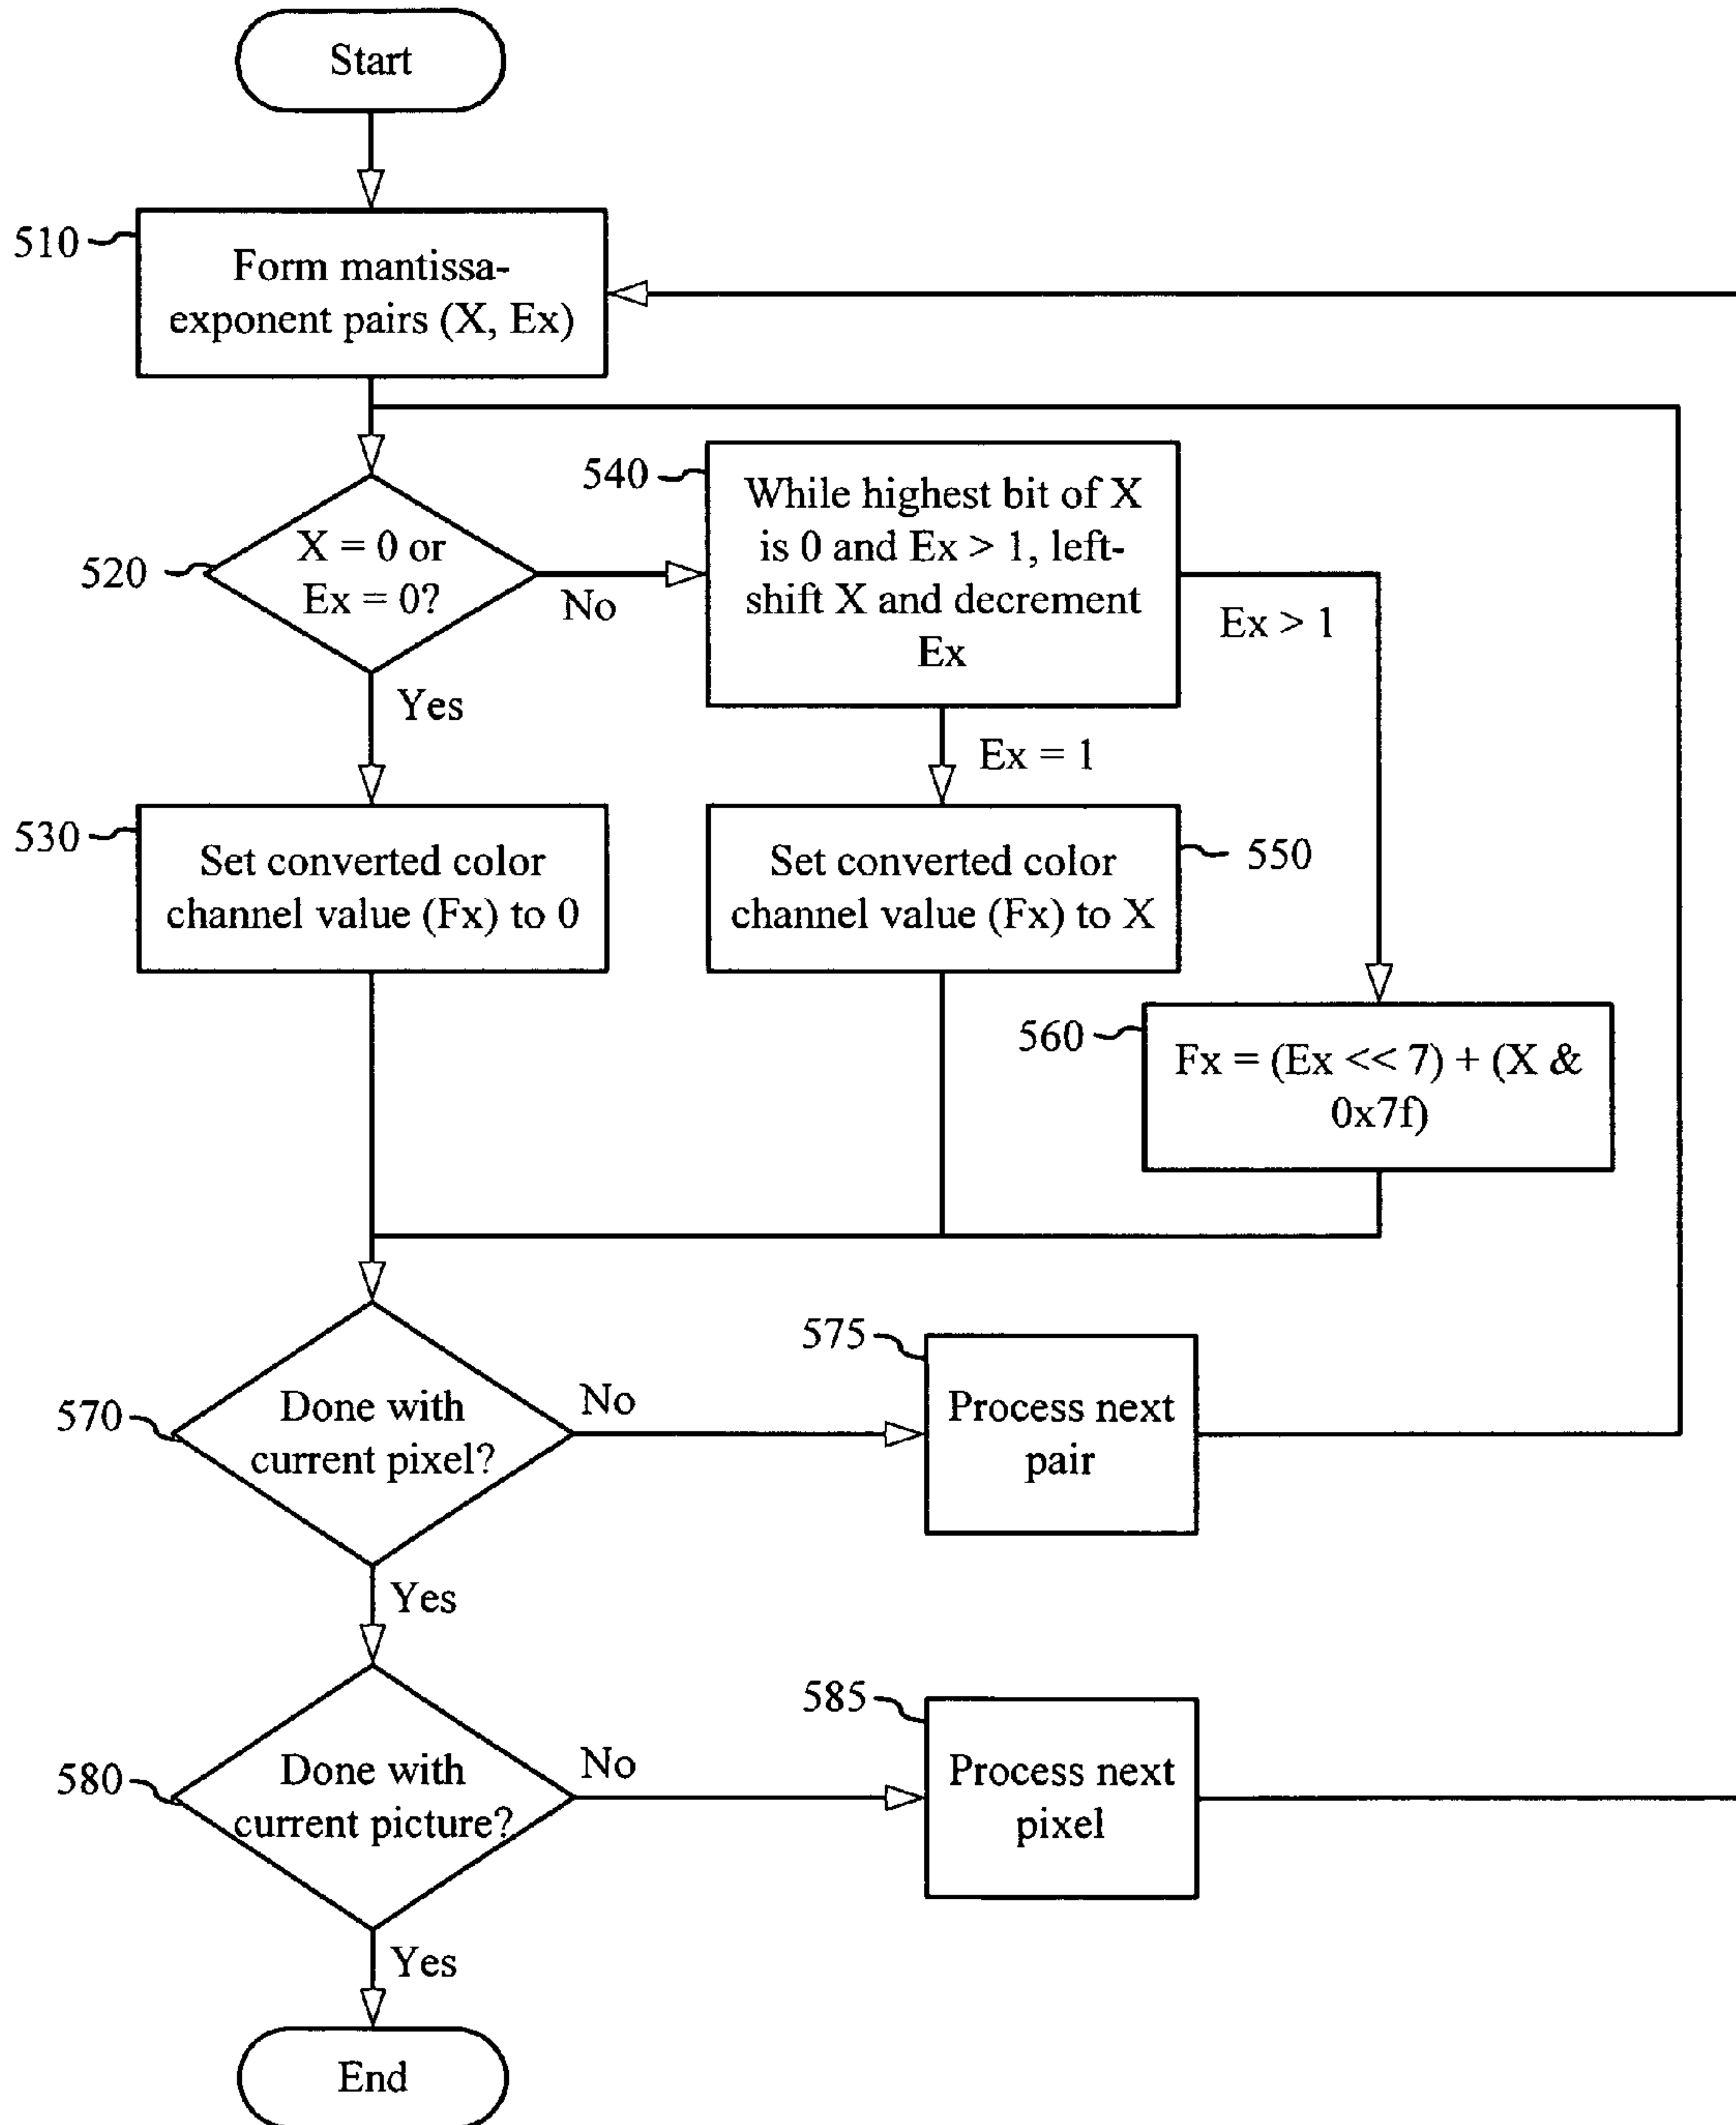 Start
510
Form mantissa-
exponent pairs (X, Ex)
520
X = 0 or
Ex = 0?
No
Yes
540
While highest bit of X
is 0 and Ex > 1, left-
shift X and decrement
Ex
Ex > 1
Ex = 1
530
Set converted color
channel value (Fx) to 0
Set converted color
channel value (Fx) to X
550
560
Fx = (Ex << 7) + (X &
0x7f)
570
Done with
current pixel?
No
Yes
575
Process next
pair
580
Done with
current picture?
No
Yes
585
Process next
pixel
End